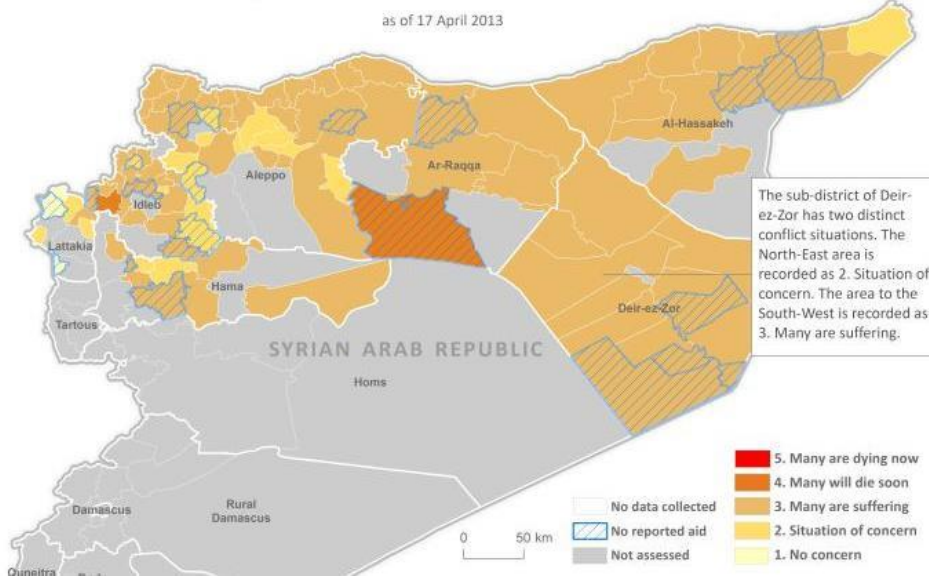 as of 17 April 2013
Al-Hassakeh
Ar-Raqqa
Aleppo
Idleb
Lattakia
The sub-district of Deir-
ez-Zor has two distinct
conflict situations. The
North-East area is
recorded as 2. Situation of
concern. The area to the
South-West is recorded as
3. Many are suffering.
Hama
Deir-ez-Zor
Tartous
SYRIAN ARAB REPUBLIC
Homs
5. Many are dying now
4. Many will die soon
3. Many are suffering
2. Situation of concern
1. No concern
No data collected
No reported aid
Not assessed
0 50 km
Damascus
Rural
Damascus
Quneitra